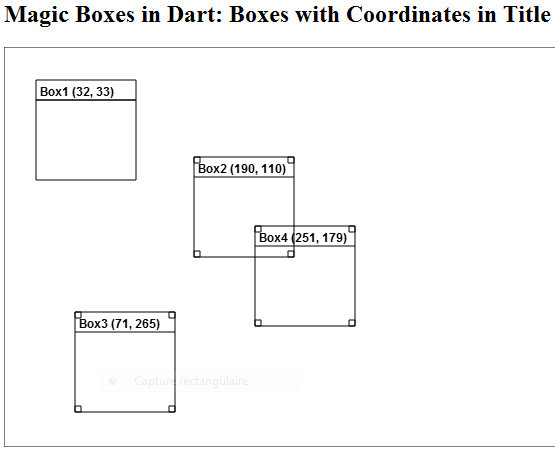 Magic Boxes in Dart: Boxes with Coordinates in Title
Box1 (32, 33)
Box2 (190, 110)
Box4 (251, 179)
Box3 (71, 265)
Capture rectangulaire